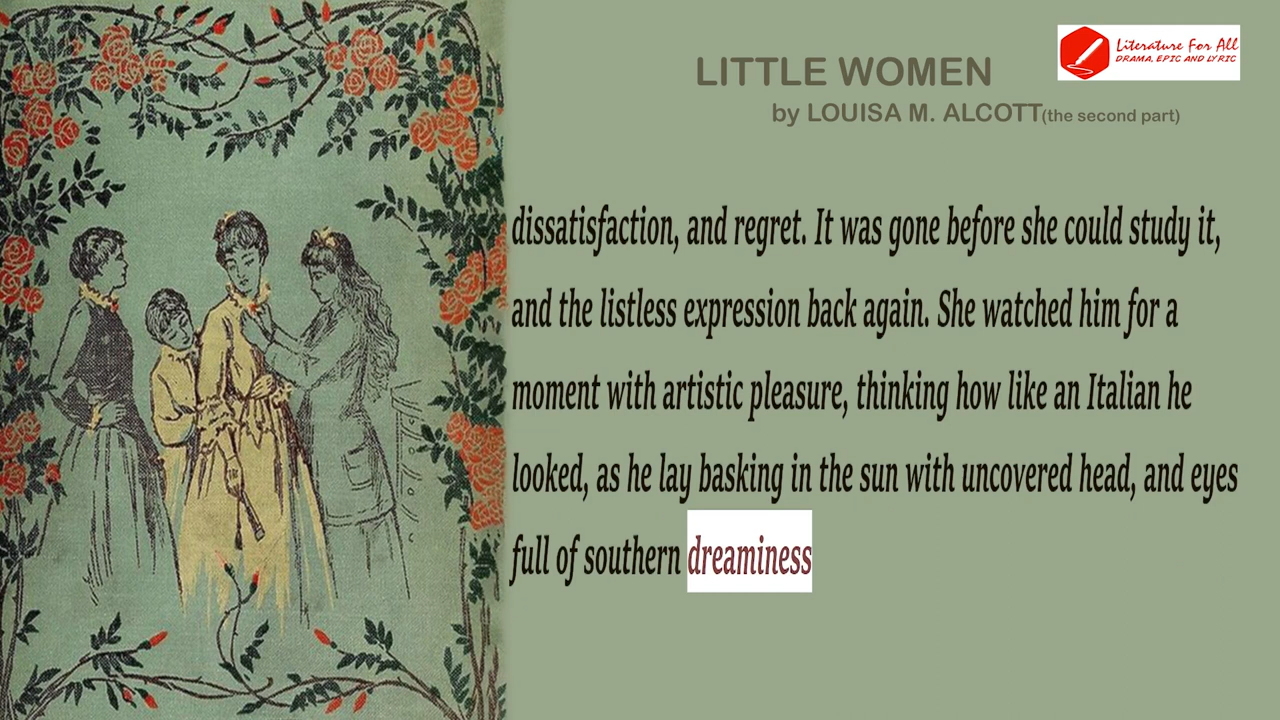 LITTLE WOMEN
by LOUISA M. ALCOTT(the second part)
Literature For All
DRAMA, EPIC AND LYRIC
dissatisfaction, and regret. It was gone before she could study it,
and the listless expression back again. She watched him for a
moment with artistic pleasure, thinking how like an Italian he
looked, as he lay basking in the sun with uncovered head, and eyes
full of southern dreaminess